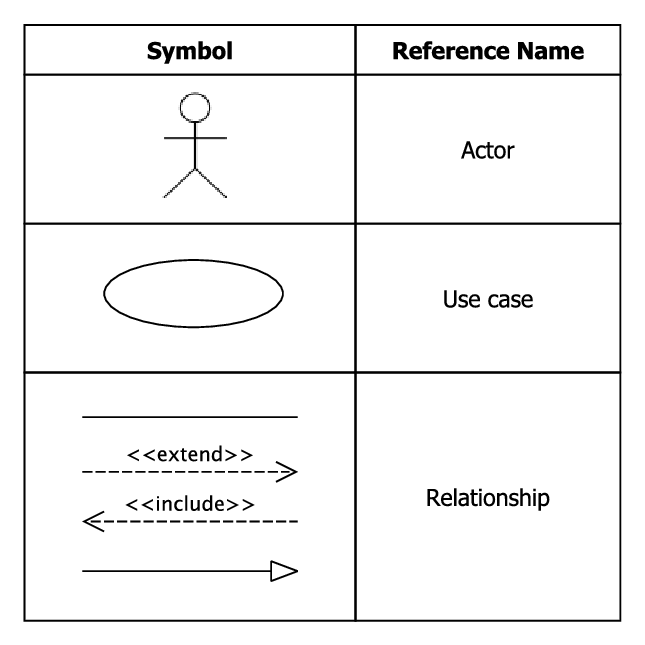 Symbol
Reference Name
Actor
Use case
<<extend>>
<<include>>
Relationship